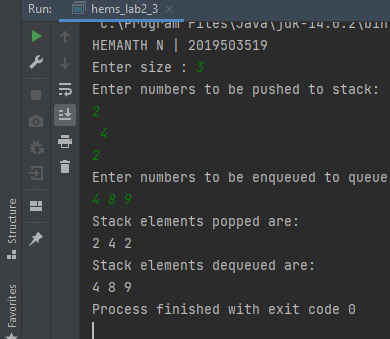 Run: hems_lab2_3
"C:\Program Files\Java\jdk-14.0.2\bin
HEMANTH N | 2019503519
Enter size : 3
Enter numbers to be pushed to stack:
2
4
2
Enter numbers to be enqueued to queue
4 8 9
Stack elements popped are:
2 4 2
Stack elements dequeued are:
4 8 9
Process finished with exit code 0
Structure
Favorites